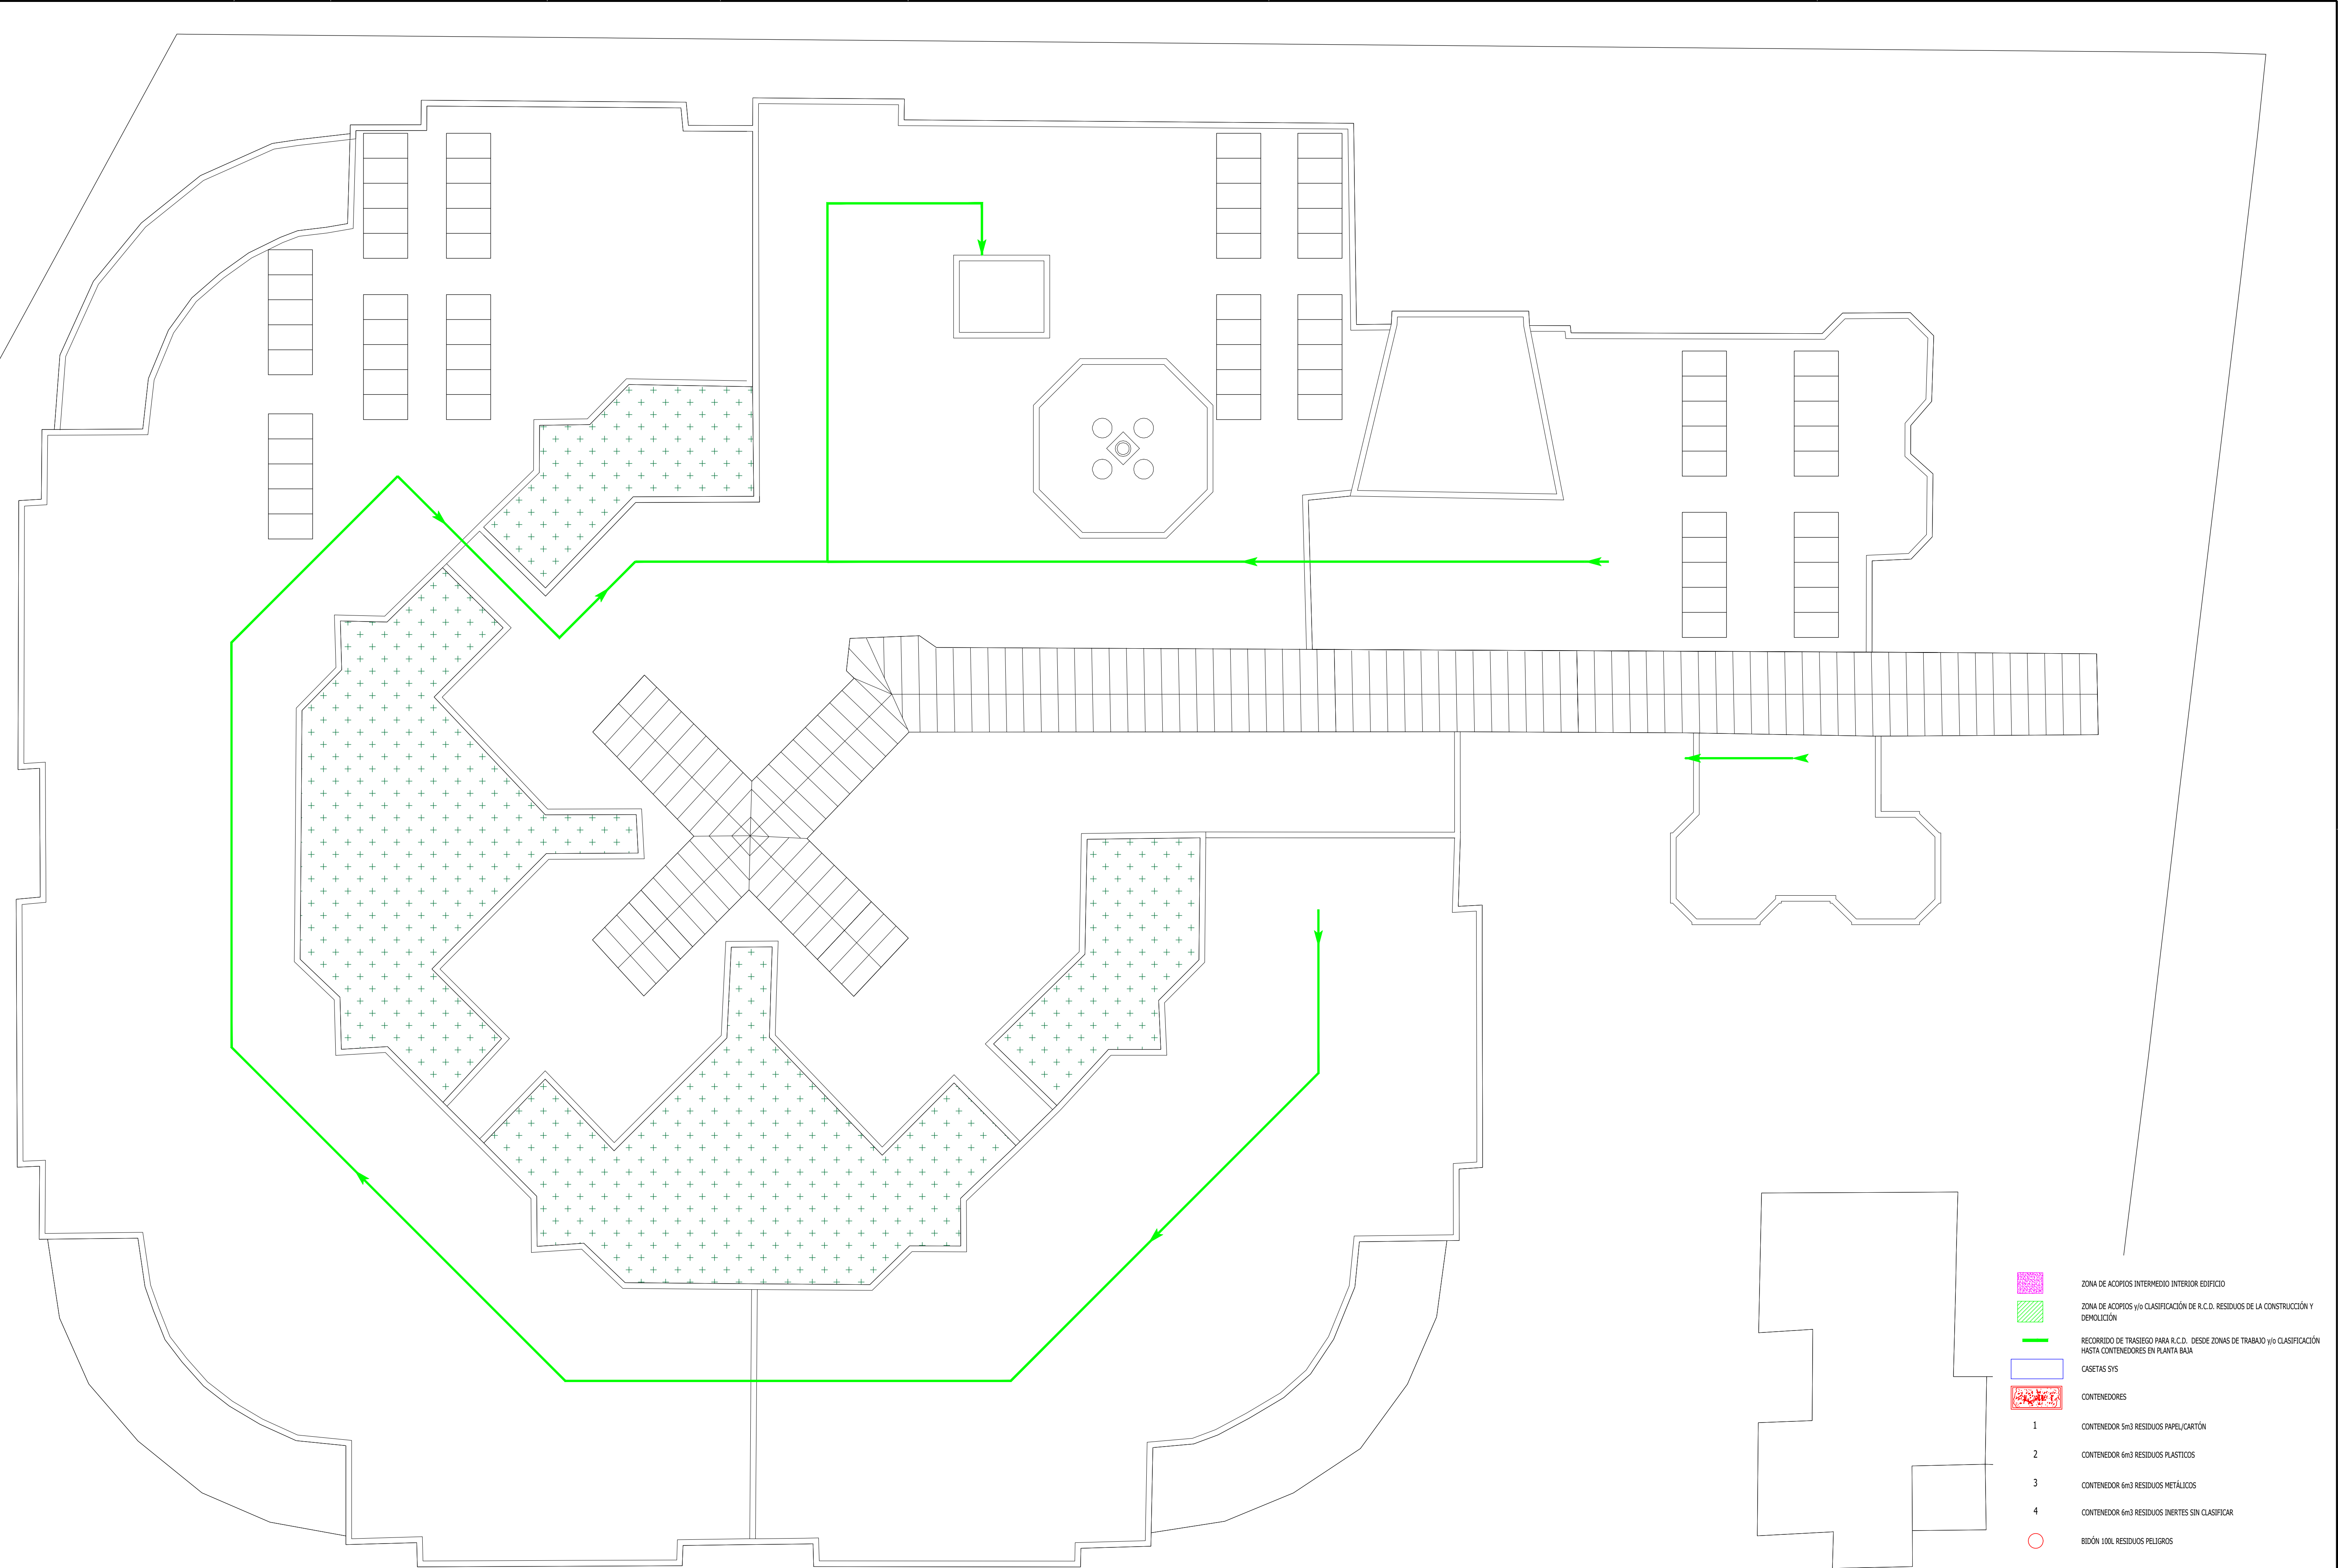 ZONA DE ACOPIOS INTERMEDIO INTERIOR EDIFICIO
ZONA DE ACOPIOS y/o CLASIFICACIÓN DE R.C.D. RESIDUOS DE LA CONSTRUCCIÓN Y
DEMOLICIÓN
RECORRIDO DE TRASIEGO PARA R.C.D. DESDE ZONAS DE TRABAJO y/o CLASIFICACIÓN
HASTA CONTENEDORES EN PLANTA BAJA
CASETAS SYS
CONTENEDORES
1 CONTENEDOR 5m3 RESIDUOS PAPEL/CARTÓN
2 CONTENEDOR 6m3 RESIDUOS PLASTICOS
3 CONTENEDOR 6m3 RESIDUOS METÁLICOS
4 CONTENEDOR 6m3 RESIDUOS INERTES SIN CLASIFICAR
BIDÓN 100L RESIDUOS PELIGROS